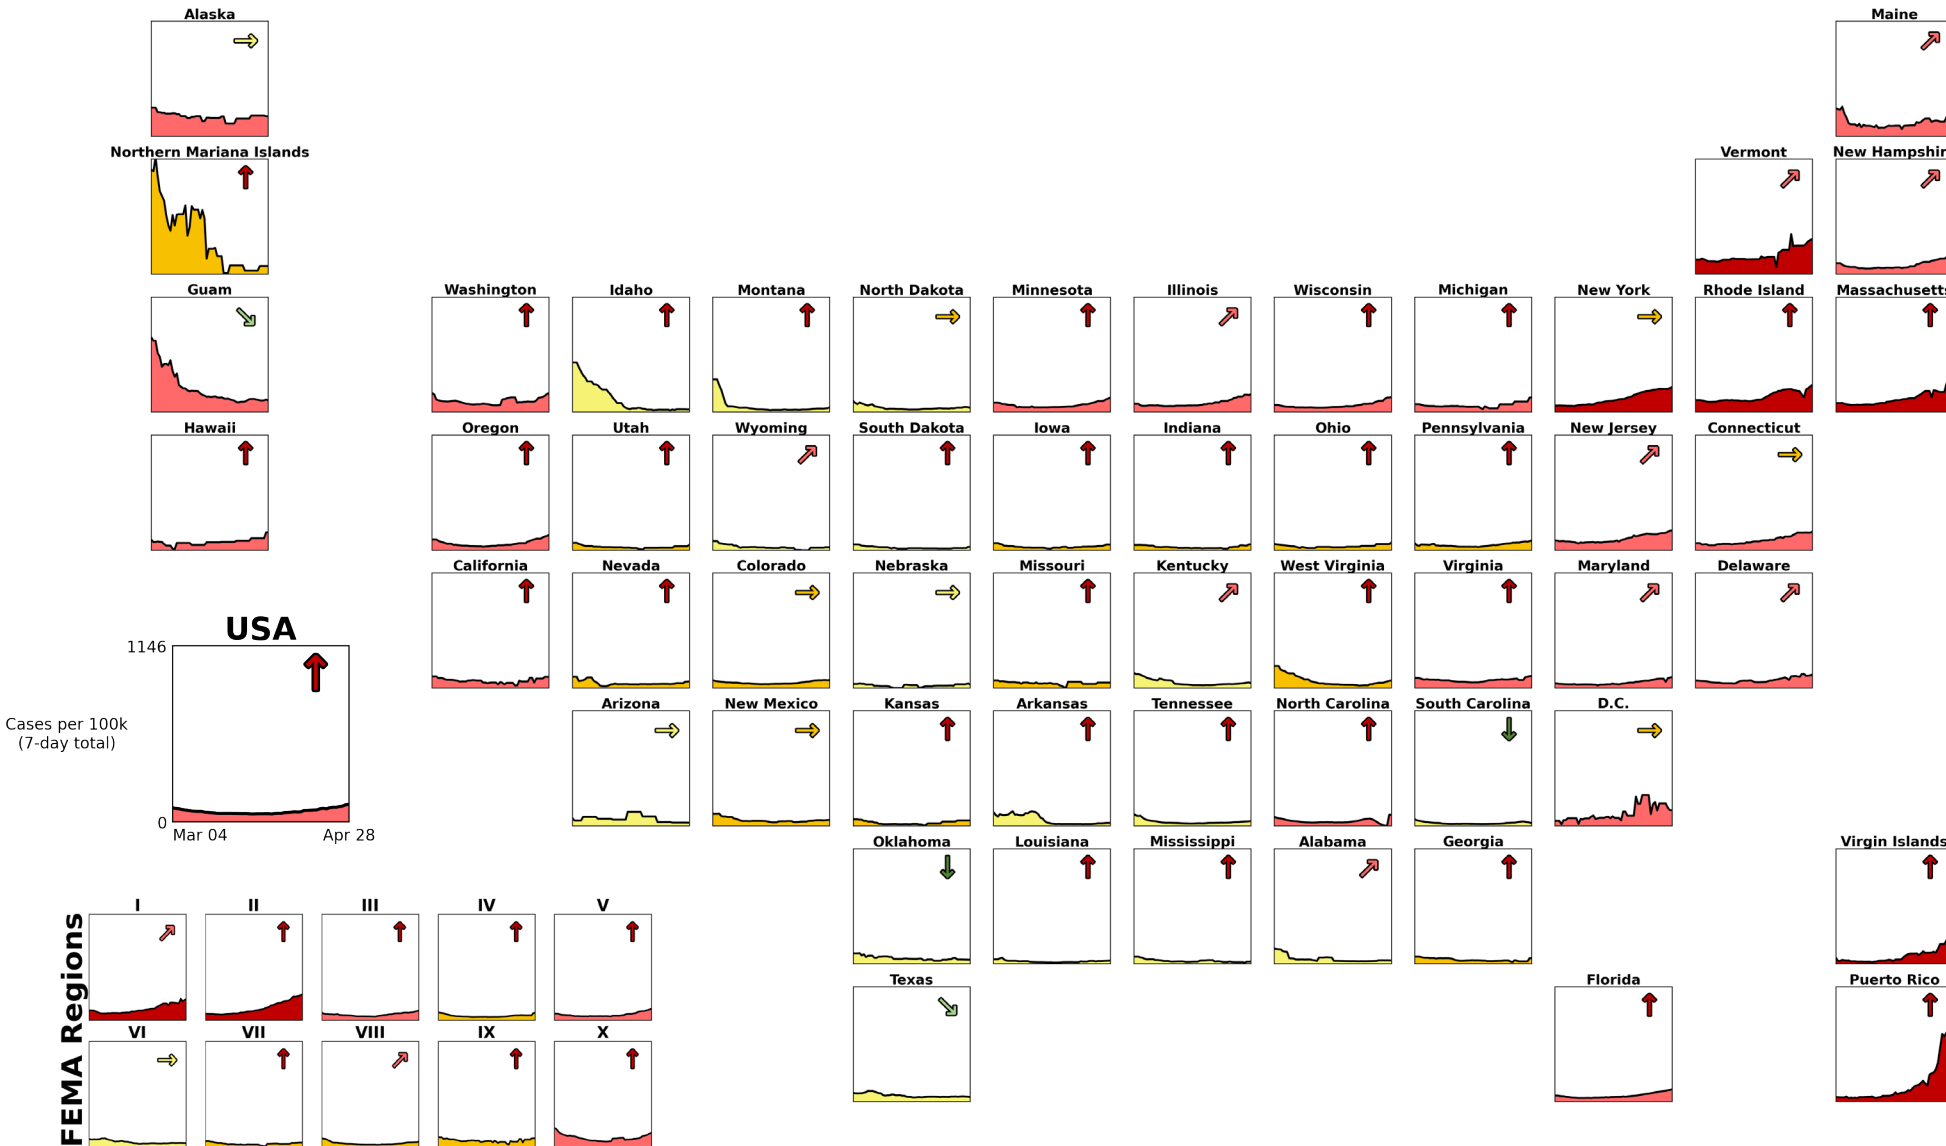 Alaska
Maine
Northern Mariana Islands
Vermont
New Hampshir
Guam
Washington
Idaho
Montana
North Dakota
Minnesota
Illinois
Wisconsin
Michigan
New York
Rhode Island
Massachusetts
Hawaii
Oregon
Utah
Wyoming
South Dakota
Iowa
Indiana
Ohio
Pennsylvania
New Jersey
Connecticut
California
Nevada
Colorado
Nebraska
Missouri
Kentucky
West Virginia
Virginia
Maryland
Delaware
USA
1146
Cases per 100k
(7-day total)
0
Mar 04
Apr 28
Arizona
New Mexico
Kansas
Arkansas
Tennessee
North Carolina
South Carolina
D.C.
Oklahoma
Louisiana
Mississippi
Alabama
Georgia
Virgin Islands
Texas
Florida
Puerto Rico
FEMA Regions
I
II
III
IV
V
VI
VII
VIII
IX
X